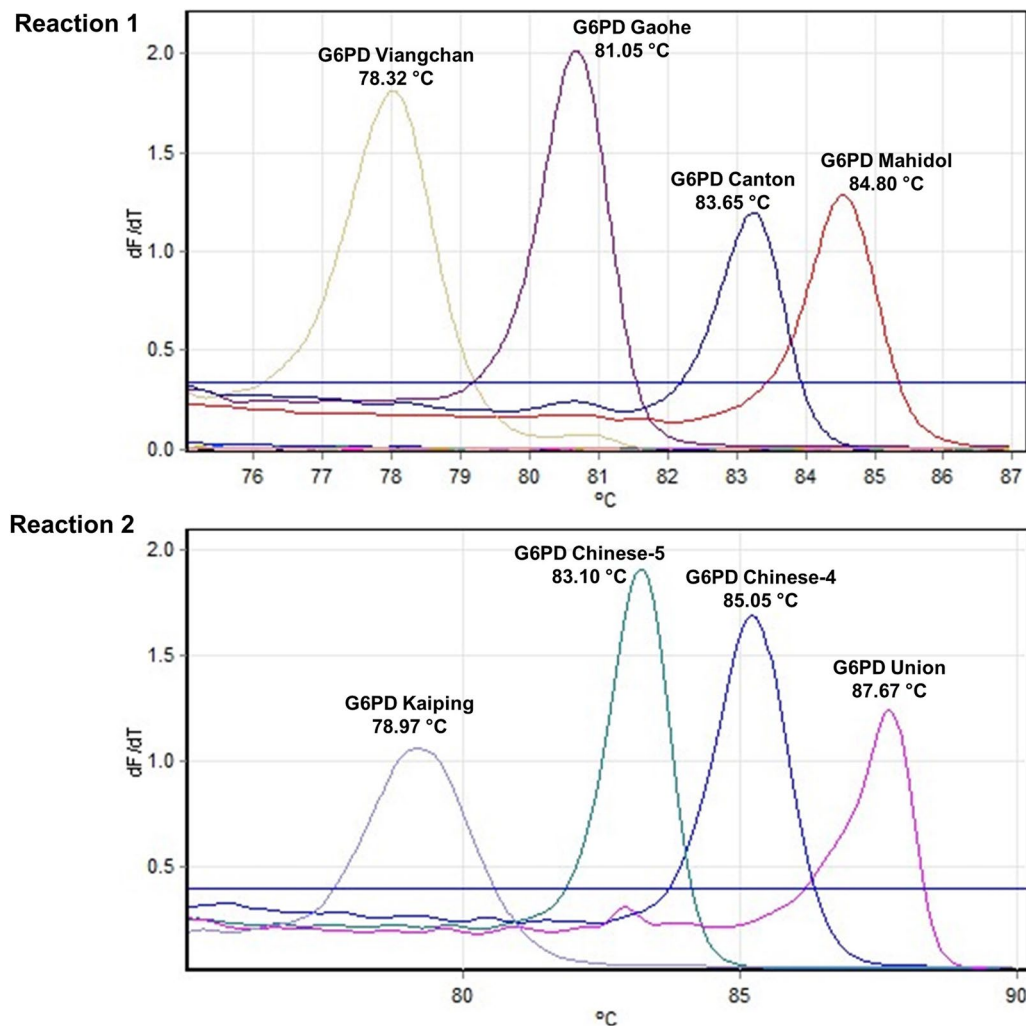 Reaction 1
G6PD Viangchan
78.32 °C
G6PD Gaohe
81.05 °C
G6PD Canton
83.65 °C
G6PD Mahidol
84.80 °C
dF/dT
2.0
1.5
1.0
0.5
0.0
76 77 78 79 80 81 82 83 84 85 86 87
°C
Reaction 2
G6PD Kaiping
78.97 °C
G6PD Chinese-5
83.10 °C
G6PD Chinese-4
85.05 °C
G6PD Union
87.67 °C
dF/dT
2.0
1.5
1.0
0.5
80 85 90
°C